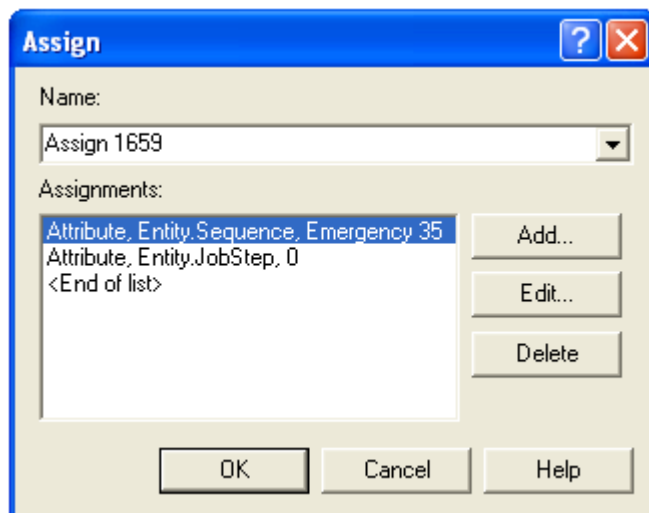 Assign
?
Name:
Assign 1659
Assignments:
Attribute, Entity.Sequence, Emergency 35
Attribute, Entity.JobStep, 0
<End of list>
Add...
Edit...
Delete
OK
Cancel
Help